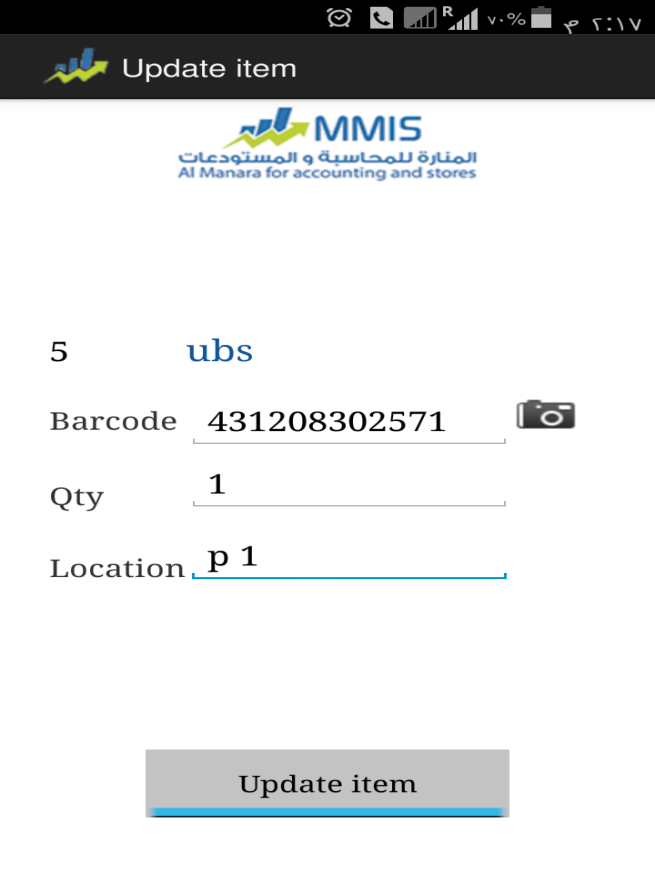 R ٧٠% ٢:١٧ م
Update item
MMIS
المنارة للمحاسبة و المستودعات
Al Manara for accounting and stores
5 ubs
Barcode 431208302571
Qty 1
Location p 1
Update item